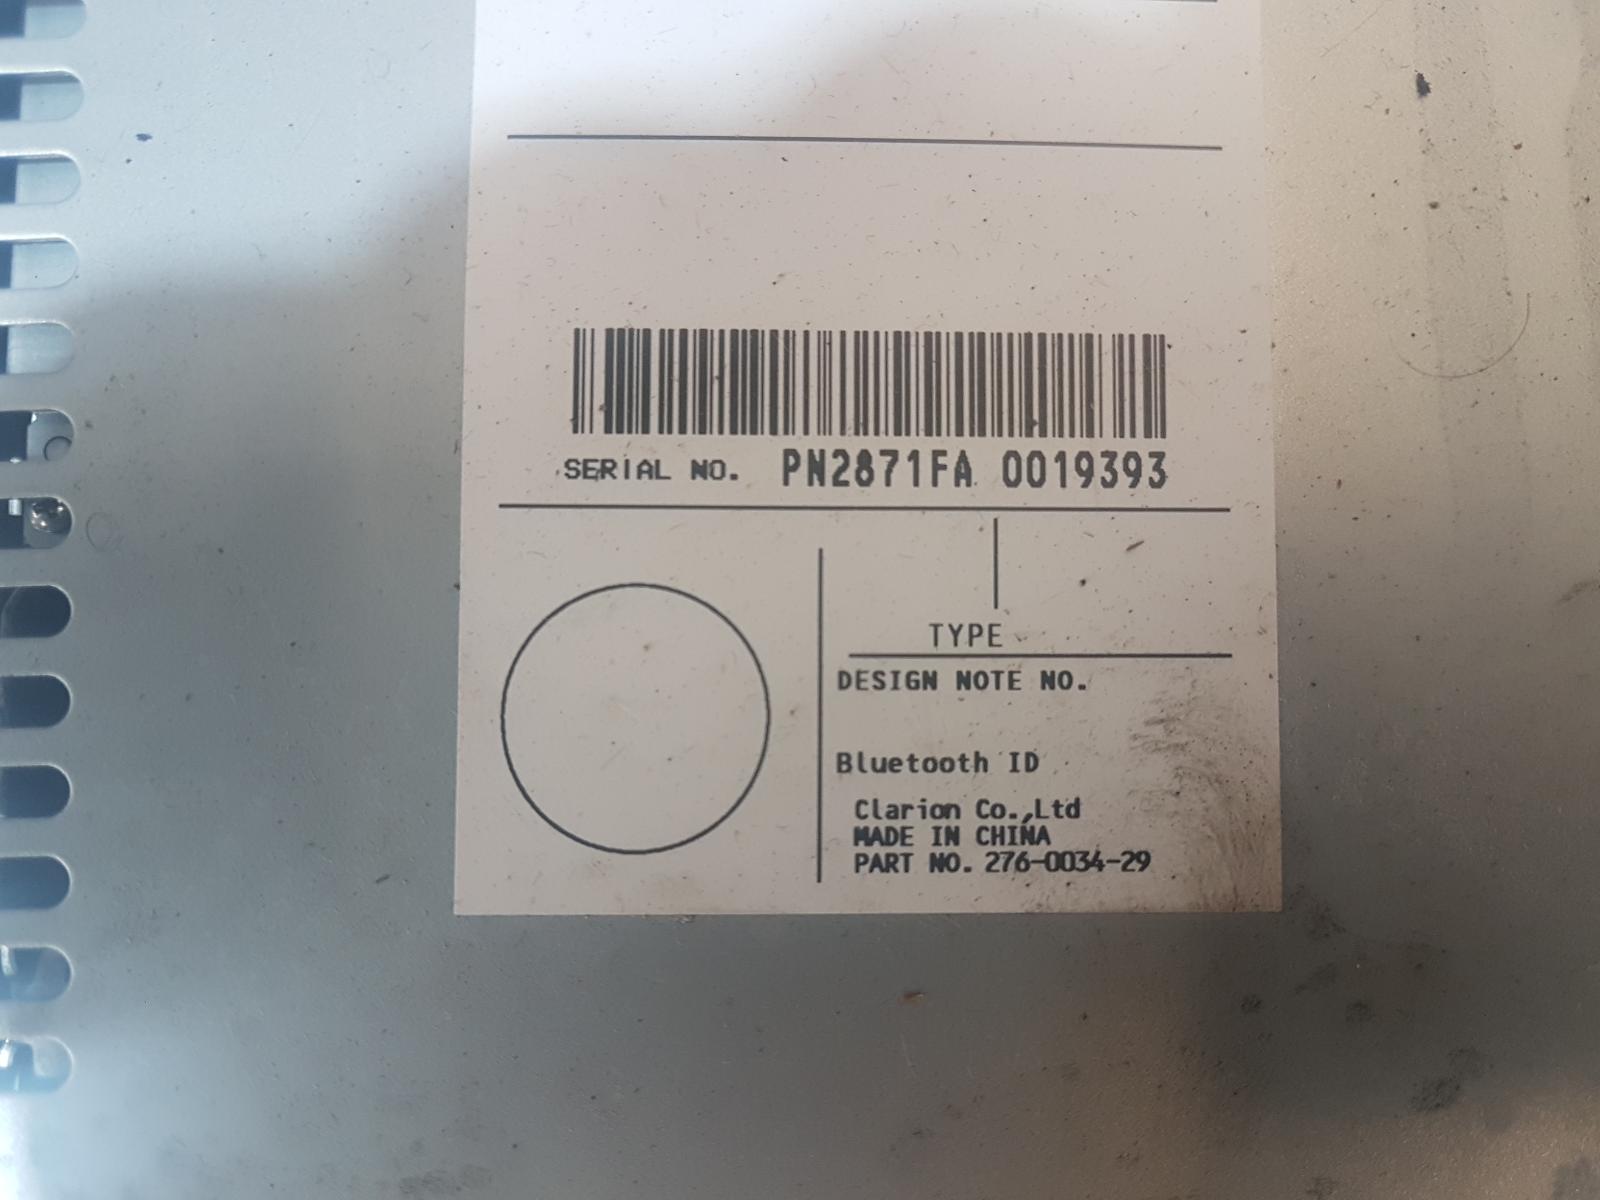 SERIAL NO. PN2871FA 0019393
TYPE
DESIGN NOTE NO.
Bluetooth ID
Clarion Co.,Ltd
MADE IN CHINA
PART NO. 276-0034-29